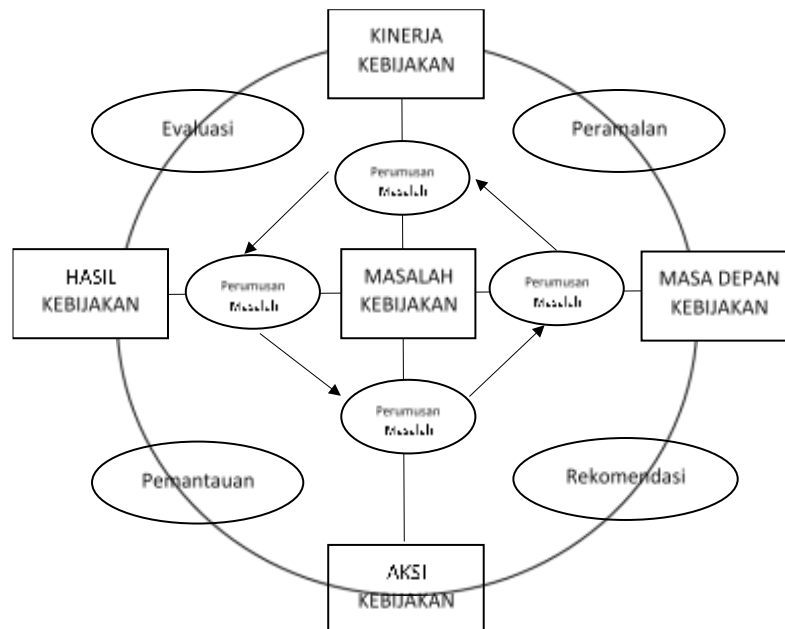 KINERJA
KEBIJAKAN
Evaluasi
Peramalan
Perumusan
Masalah
HASIL
KEBIJAKAN
Perumusan
Masalah
MASALAH
KEBIJAKAN
Perumusan
Masalah
MASA DEPAN
KEBIJAKAN
Perumusan
Masalah
Pemantauan
Rekomendasi
AKSI
KEBIJAKAN